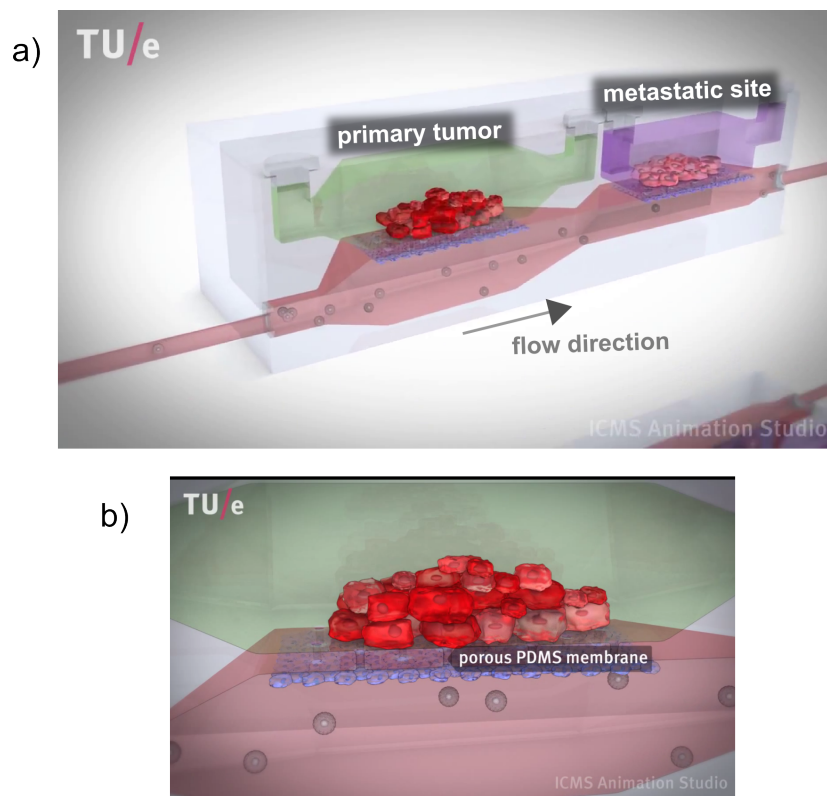 a)
TU/e
metastatic site
primary tumor
flow direction
ICMS Animation Studio
b)
TU/e
porous PDMS membrane
ICMS Animation Studio